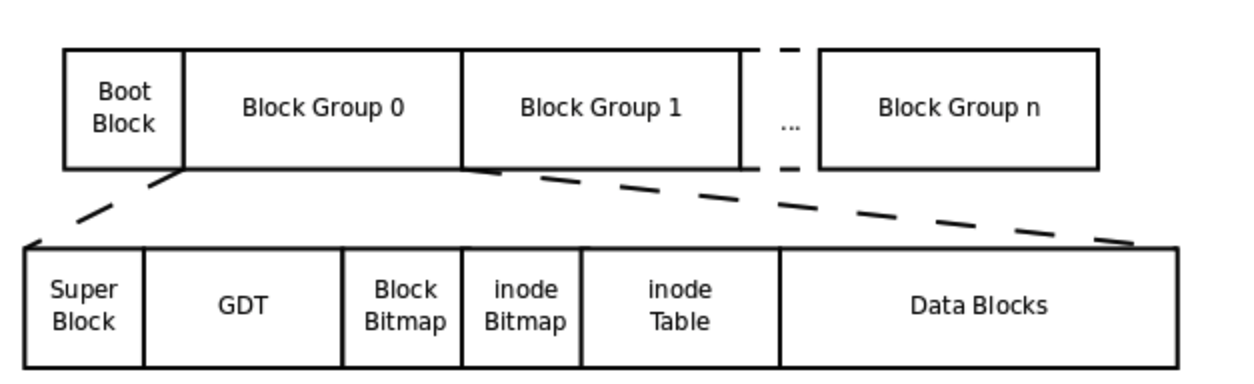 Boot
Block
Block Group 0
Block Group 1
...
Block Group n
Super
Block
GDT
Block
Bitmap
inode
Bitmap
inode
Table
Data Blocks